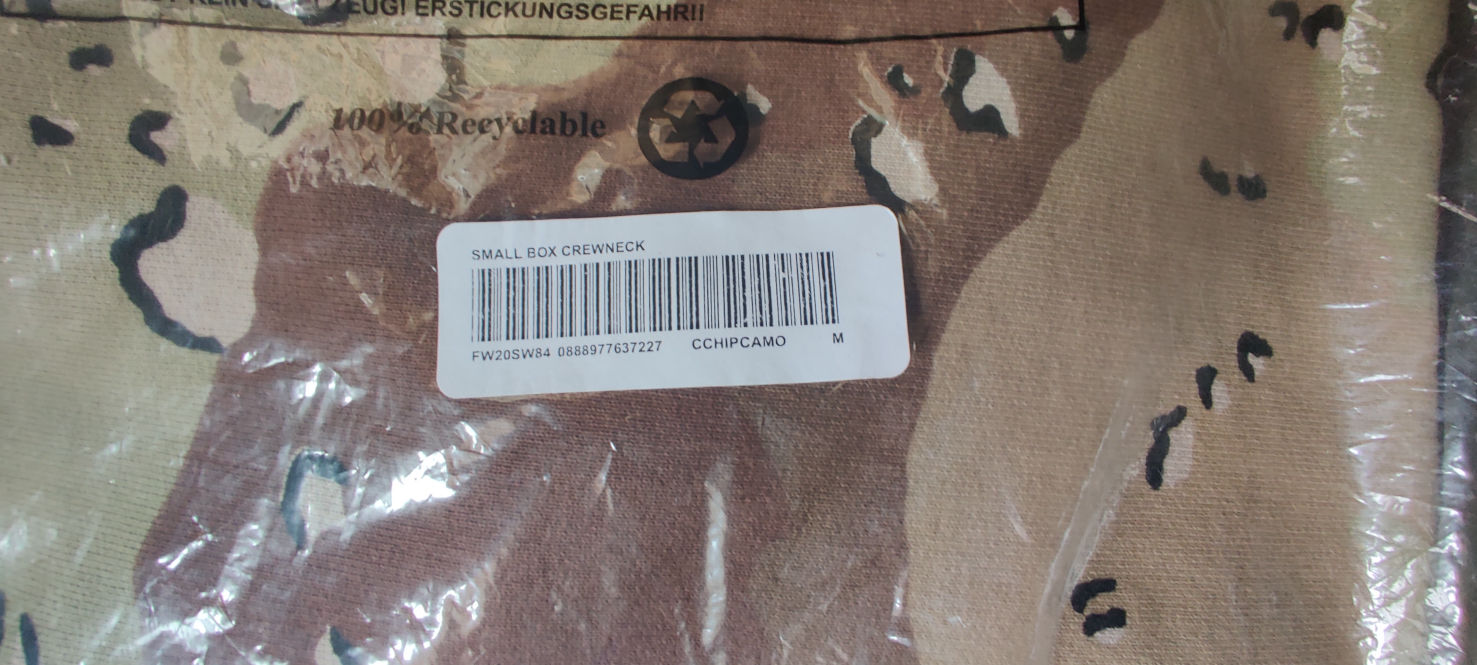 ERSTICKUNGSGEFAHR!!
100% Recyclable
SMALL BOX CREWNECK
FW20SW84 0888977637227 CCHIPCAMO M